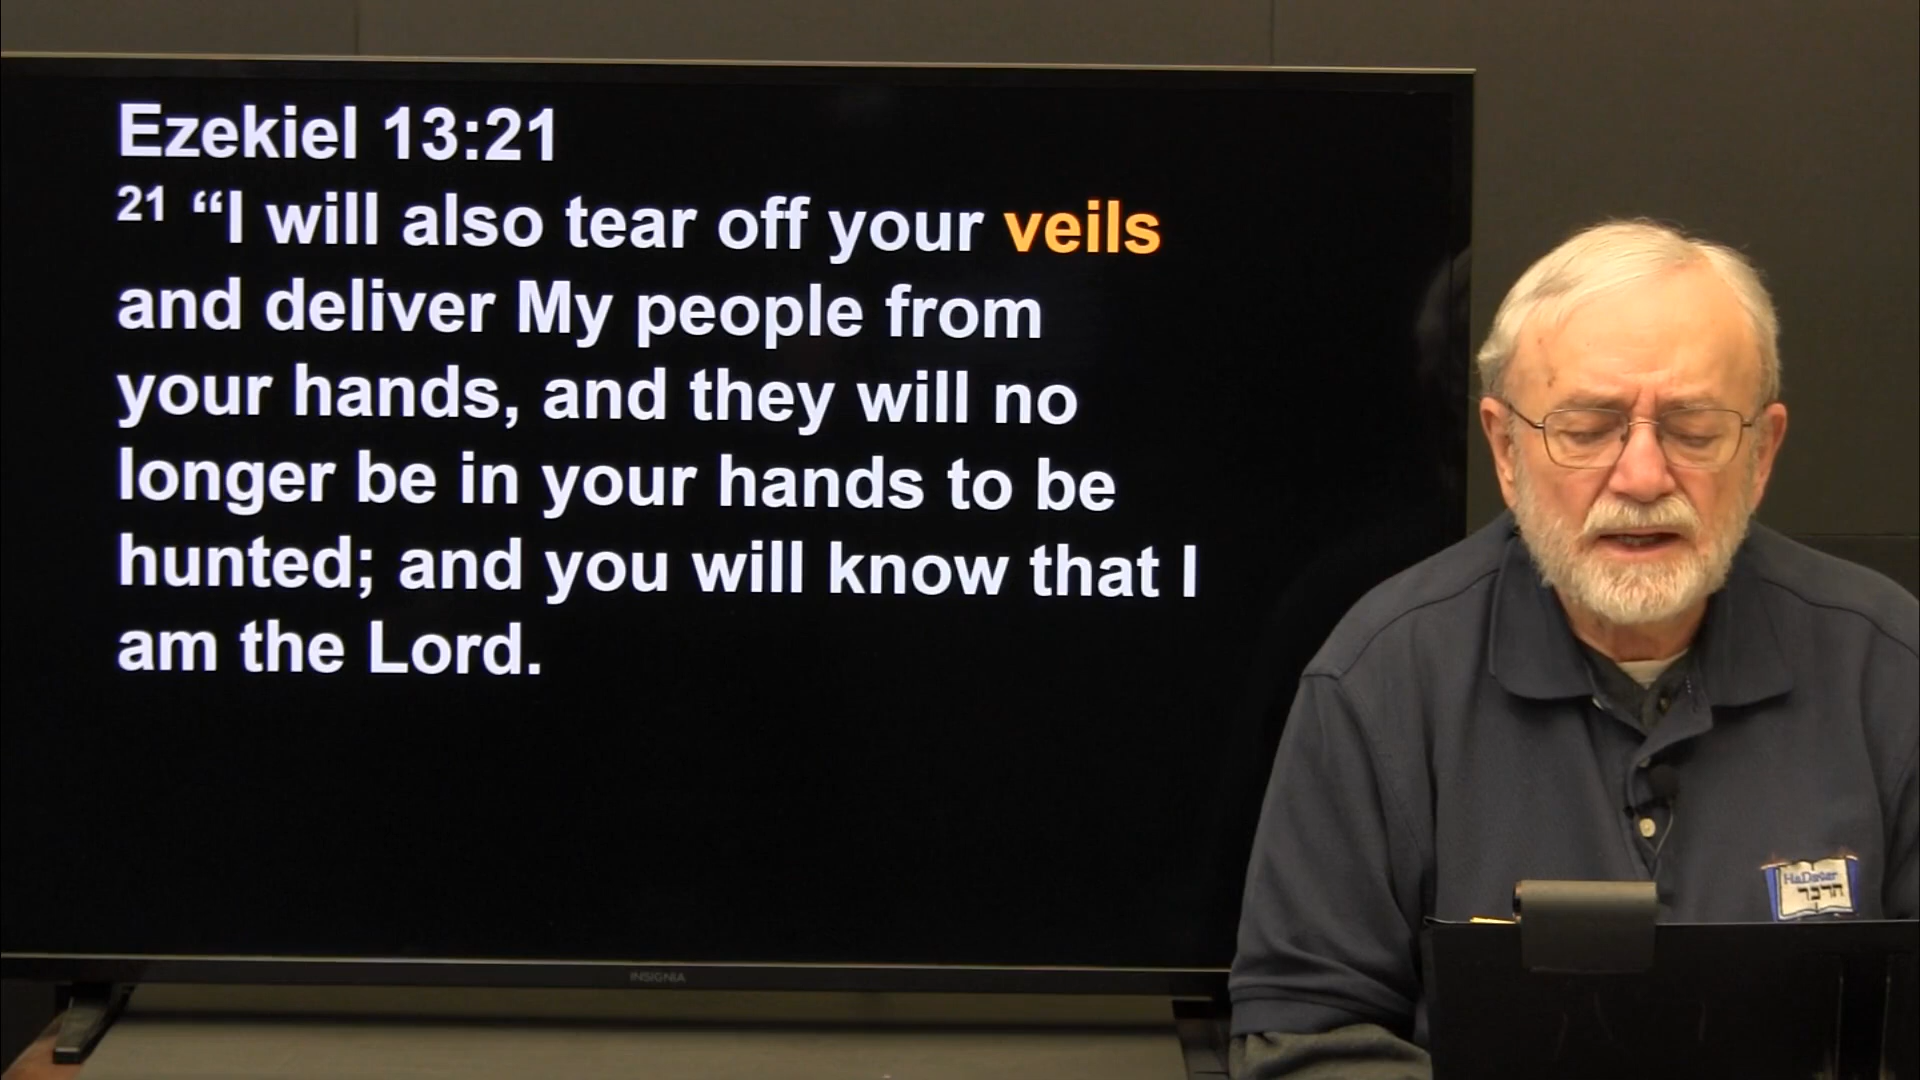 Ezekiel 13:21
21 “I will also tear off your veils
and deliver My people from
your hands, and they will no
longer be in your hands to be
hunted; and you will know that I
am the Lord.
INSIGNIA
HaDavar
הדבר